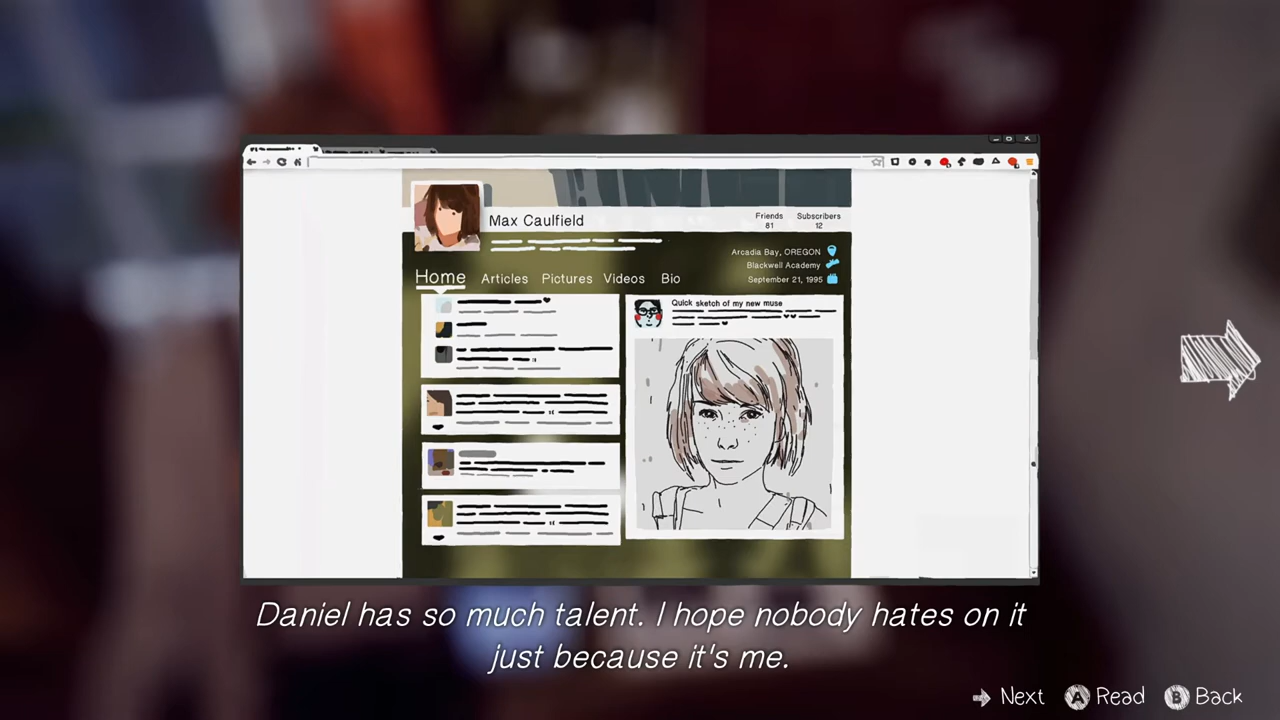 Max Caulfield
Friends
81
Subscribers
12
Arcadia Bay, OREGON
Blackwell Academy
September 21, 1995
Home Articles Pictures Videos Bio
Quick sketch of my new muse
Daniel has so much talent. I hope nobody hates on it
just because it's me.
Next A Read B Back